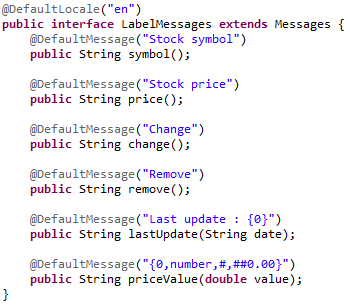 @DefaultLocale("en")
public interface LabelMessages extends Messages {
@DefaultMessage("Stock symbol")
public String symbol();
@DefaultMessage("Stock price")
public String price();
@DefaultMessage("Change")
public String change();
@DefaultMessage("Remove")
public String remove();
@DefaultMessage("Last update : {0}")
public String lastUpdate(String date);
@DefaultMessage("{0,number,#,##0.00}")
public String priceValue(double value);
}